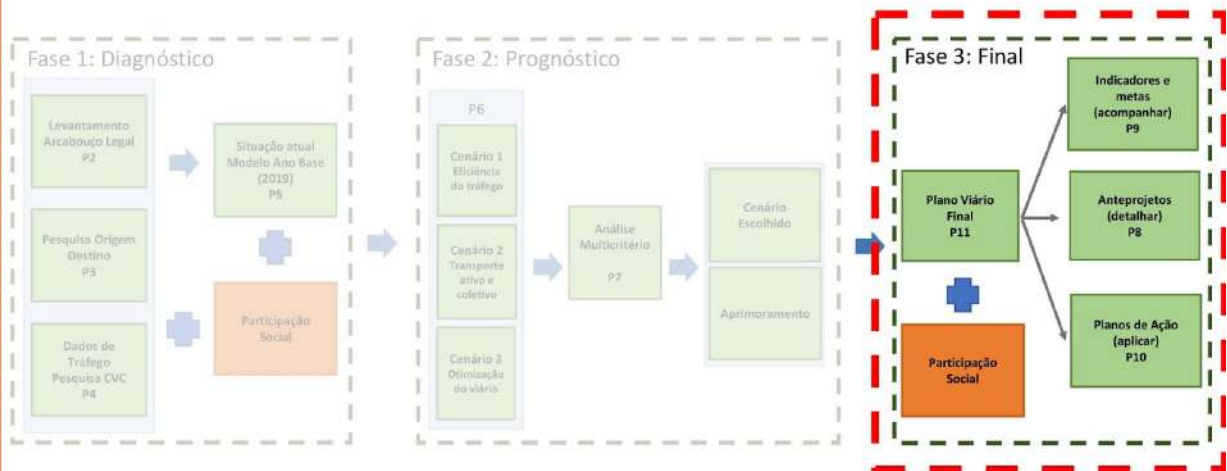 Fase 1: Diagnóstico
Levantamento
Arcabouço Legal
P2
Pesquisa Origem
Destino
P3
Dados de
Tráfego
Pesquisa CVC
P4
Situação atual
Modelo Ano Base
(2019)
P5
Participação
Social
Fase 2: Prognóstico
P6
Cenário 1
Eficiência
do tráfego
Cenário 2
Transporte
ativo e
coletivo
Cenário 3
Otimização
do viário
Análise
Multicritério
P7
Cenário
Escolhido
Aprimoramento
Fase 3: Final
Plano Viário
Final
P11
Participação
Social
Indicadores e
metas
(acompanhar)
P9
Anteprojetos
(detalhar)
P8
Planos de Ação
(aplicar)
P10